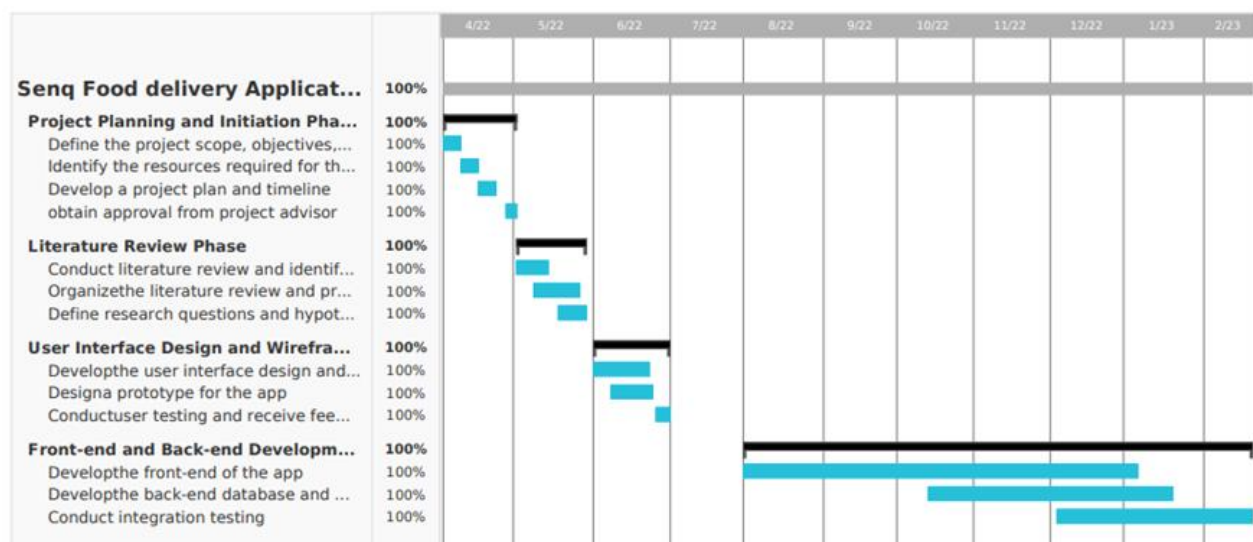 4/22 5/22 6/22 7/22 8/22 9/22 10/22 11/22 12/22 1/23 2/23
Senq Food delivery Applicat... 100%
Project Planning and Initiation Pha... 100%
Define the project scope, objectives,... 100%
Identify the resources required for th... 100%
Develop a project plan and timeline 100%
obtain approval from project advisor 100%
Literature Review Phase 100%
Conduct literature review and identif... 100%
Organizethe literature review and pr... 100%
Define research questions and hypot... 100%
User Interface Design and Wirefra... 100%
Developthe user interface design and... 100%
Designa prototype for the app 100%
Conductuser testing and receive fee... 100%
Front-end and Back-end Developm... 100%
Developthe front-end of the app 100%
Developthe back-end database and ... 100%
Conduct integration testing 100%